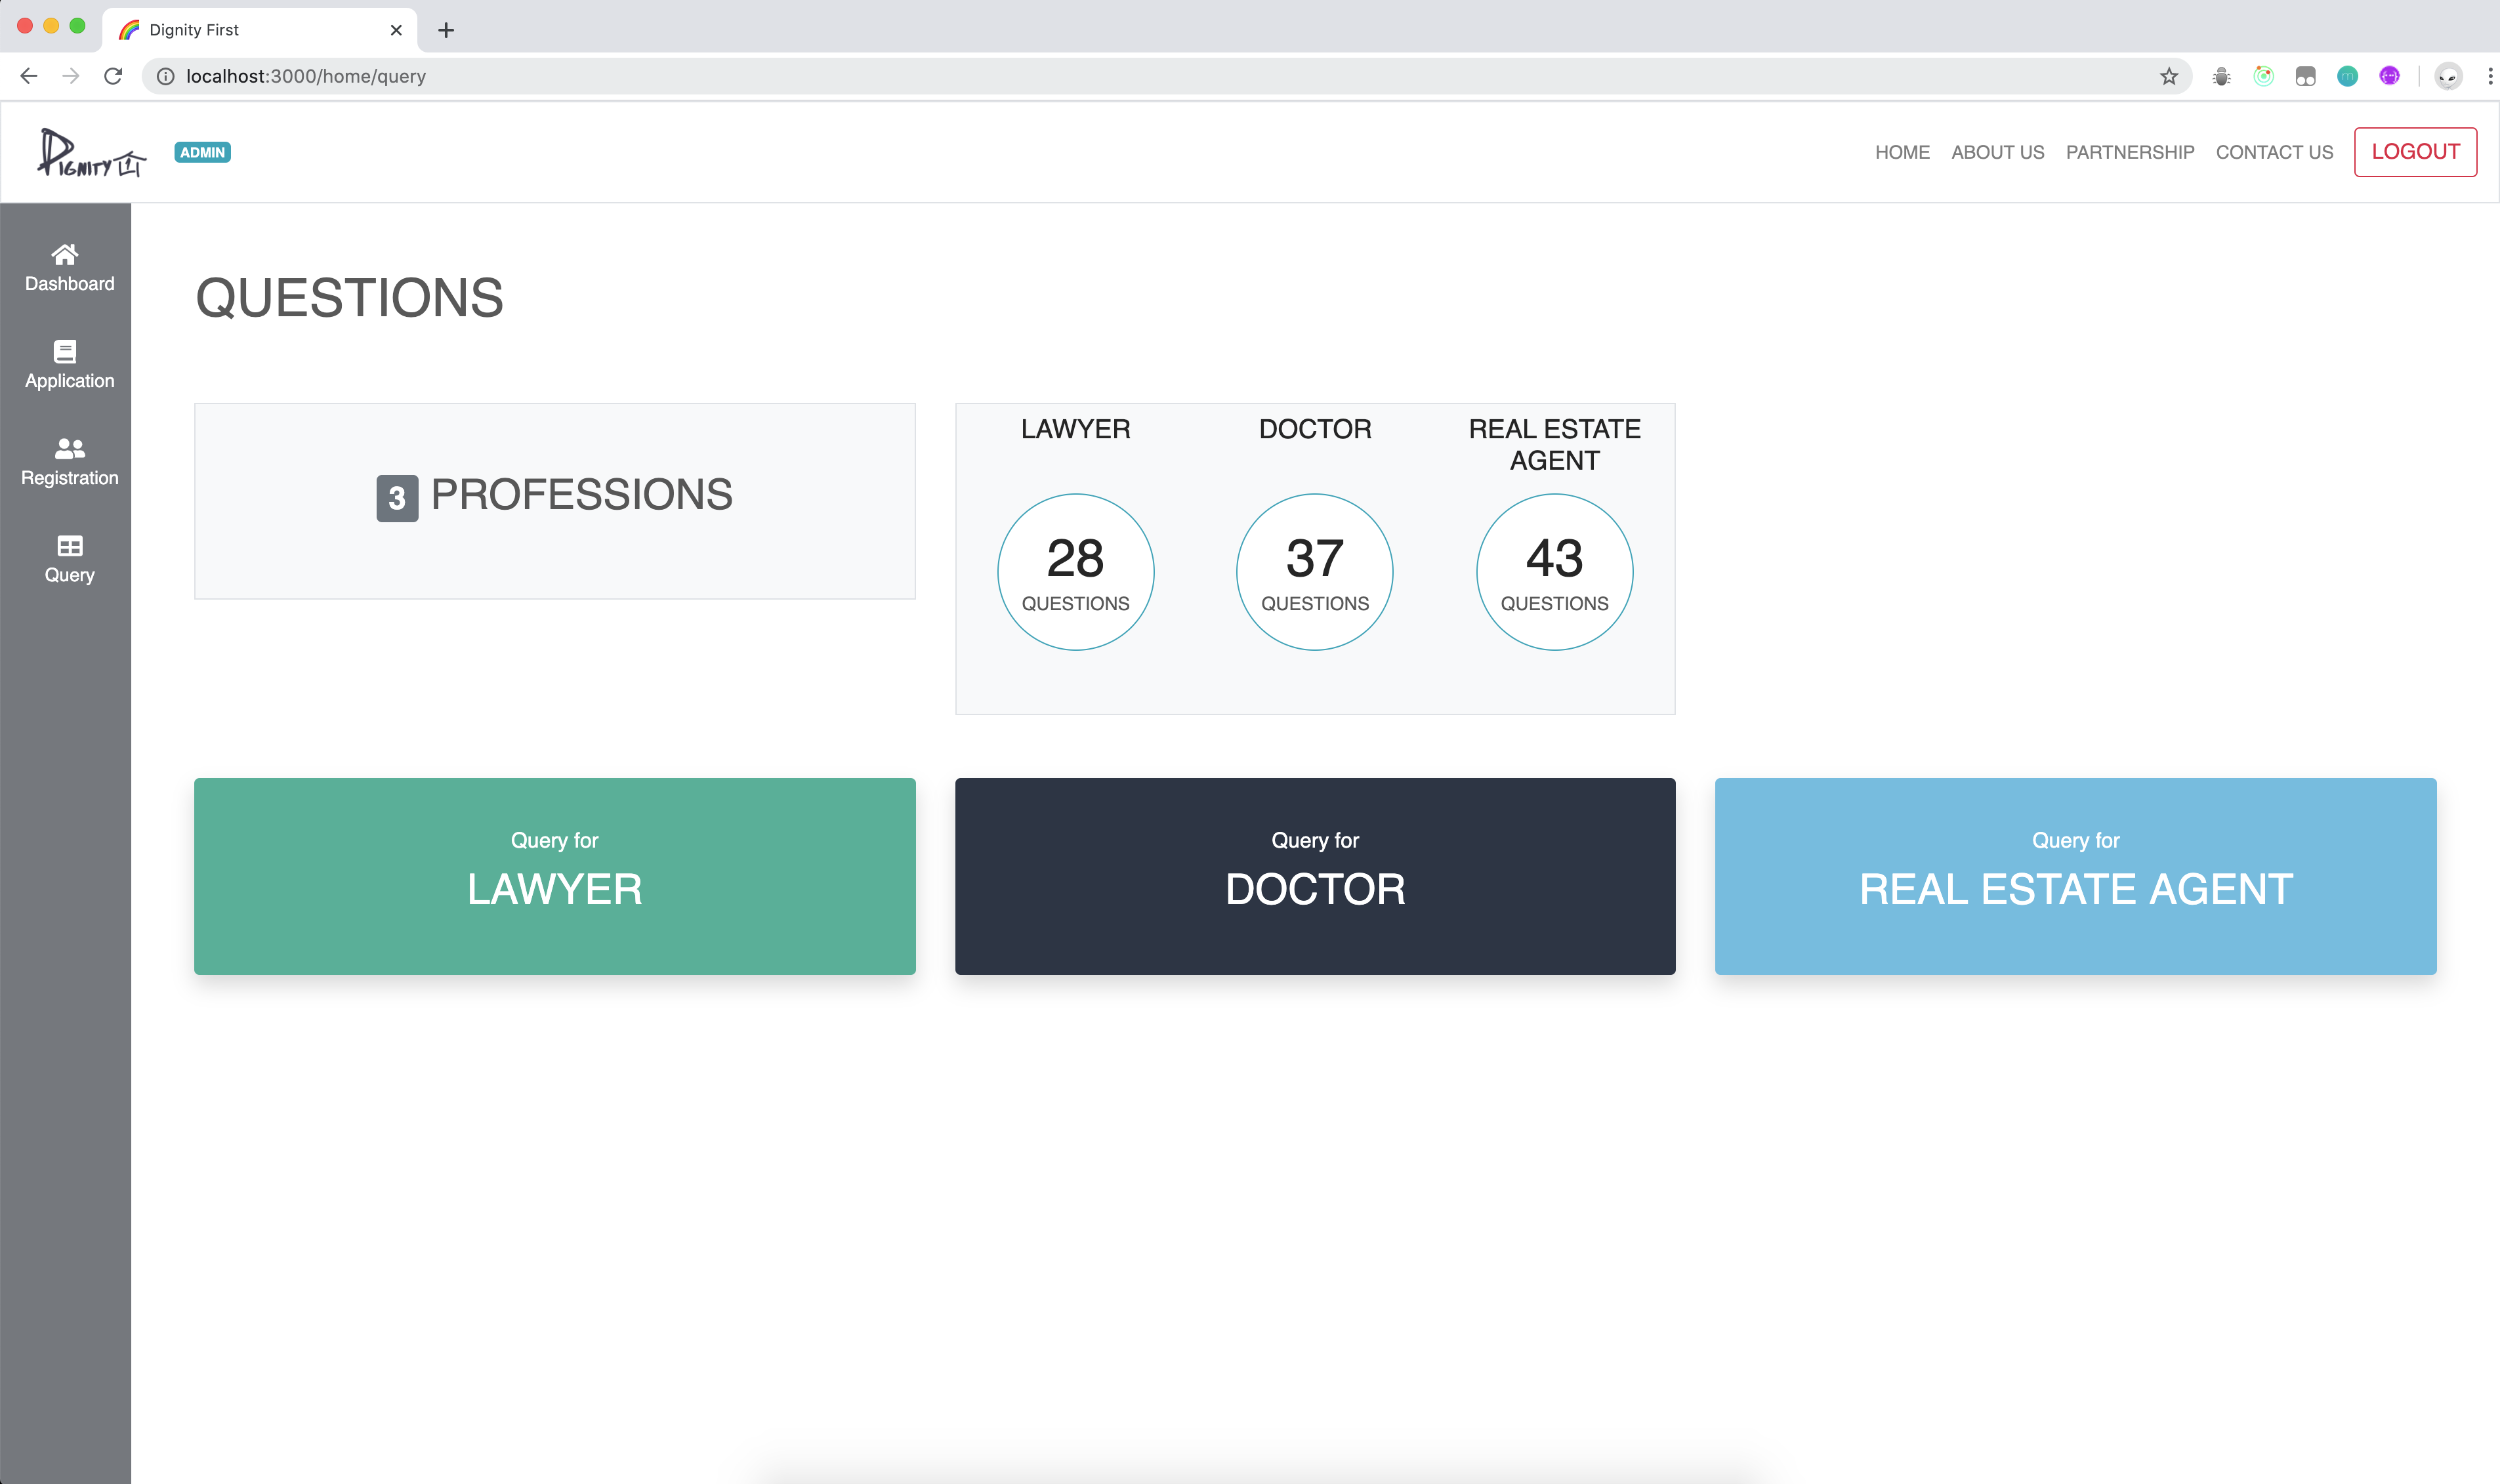 Dignity First
localhost:3000/home/query
DIGNITY 1
ADMIN
HOME ABOUT US PARTNERSHIP CONTACT US LOGOUT
Dashboard
Application
Registration
Query
QUESTIONS
3 PROFESSIONS
LAWYER
28
QUESTIONS
DOCTOR
37
QUESTIONS
REAL ESTATE
AGENT
43
QUESTIONS
Query for
LAWYER
Query for
DOCTOR
Query for
REAL ESTATE AGENT